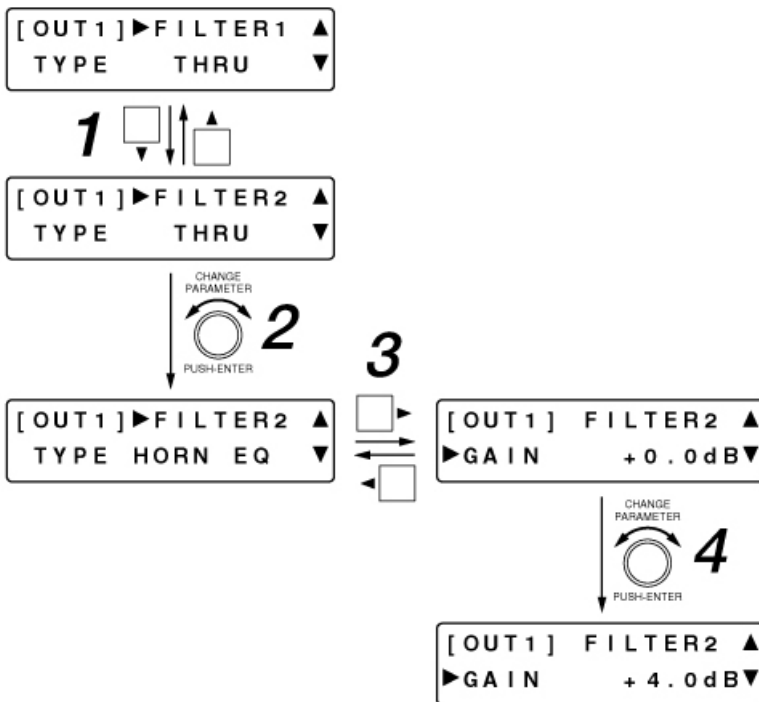 [OUT1]▶FILTER1 ▲
TYPE THRU ▼
1 ▼ ▲
[OUT1]▶FILTER2 ▲
TYPE THRU ▼
CHANGE
PARAMETER
2
PUSH-ENTER
3
[OUT1]▶FILTER2 ▲
TYPE HORN EQ ▼
▶
◀
[OUT1] FILTER2 ▲
▶GAIN +0.0dB▼
CHANGE
PARAMETER
4
PUSH-ENTER
[OUT1] FILTER2 ▲
▶GAIN +4.0dB▼